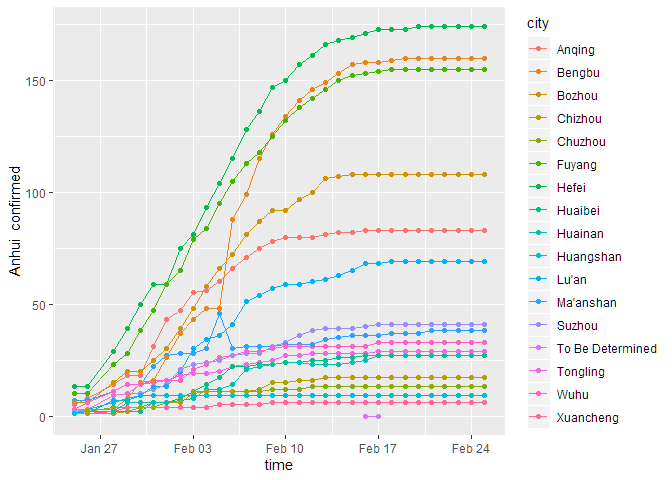 city
Anqing
Bengbu
Bozhou
Chizhou
Chuzhou
Fuyang
Hefei
Huaibei
Huainan
Huangshan
Lu'an
Ma'anshan
Suzhou
To Be Determined
Tongling
Wuhu
Xuancheng
Anhui confirmed
150
100
50
0
Jan 27 Feb 03 Feb 10 Feb 17 Feb 24
time